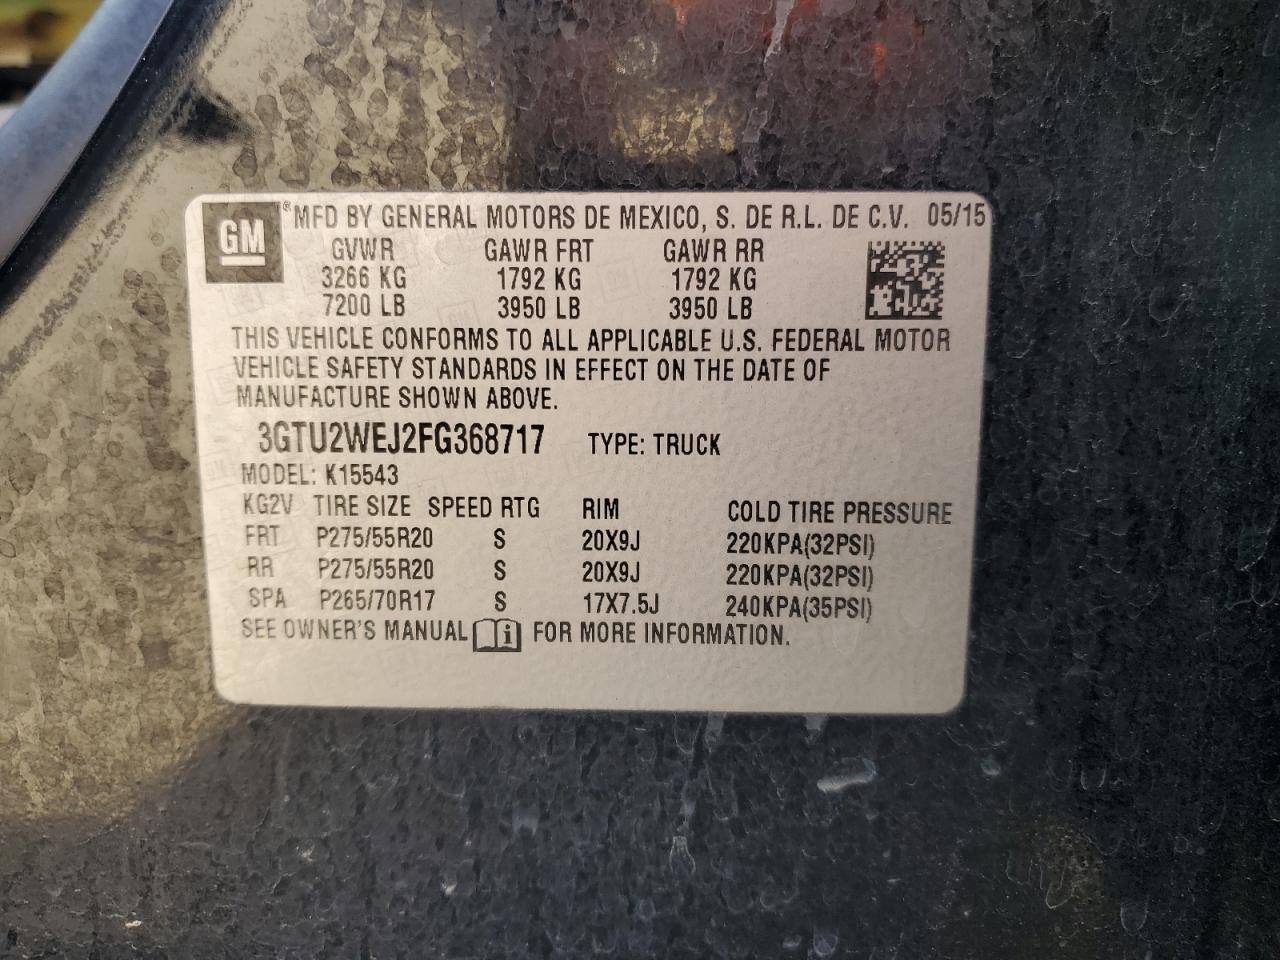 GM ® MFD BY GENERAL MOTORS DE MEXICO, S. DE R.L. DE C.V. 05/15
GVWR GAWR FRT GAWR RR
3266 KG 1792 KG 1792 KG
7200 LB 3950 LB 3950 LB
THIS VEHICLE CONFORMS TO ALL APPLICABLE U.S. FEDERAL MOTOR
VEHICLE SAFETY STANDARDS IN EFFECT ON THE DATE OF
MANUFACTURE SHOWN ABOVE.
3GTU2WEJ2FG368717 TYPE: TRUCK
MODEL: K15543
KG2V TIRE SIZE SPEED RTG RIM COLD TIRE PRESSURE
FRT P275/55R20 S 20X9J 220KPA(32PSI)
RR P275/55R20 S 20X9J 220KPA(32PSI)
SPA P265/70R17 S 17X7.5J 240KPA(35PSI)
SEE OWNER'S MANUAL i FOR MORE INFORMATION.